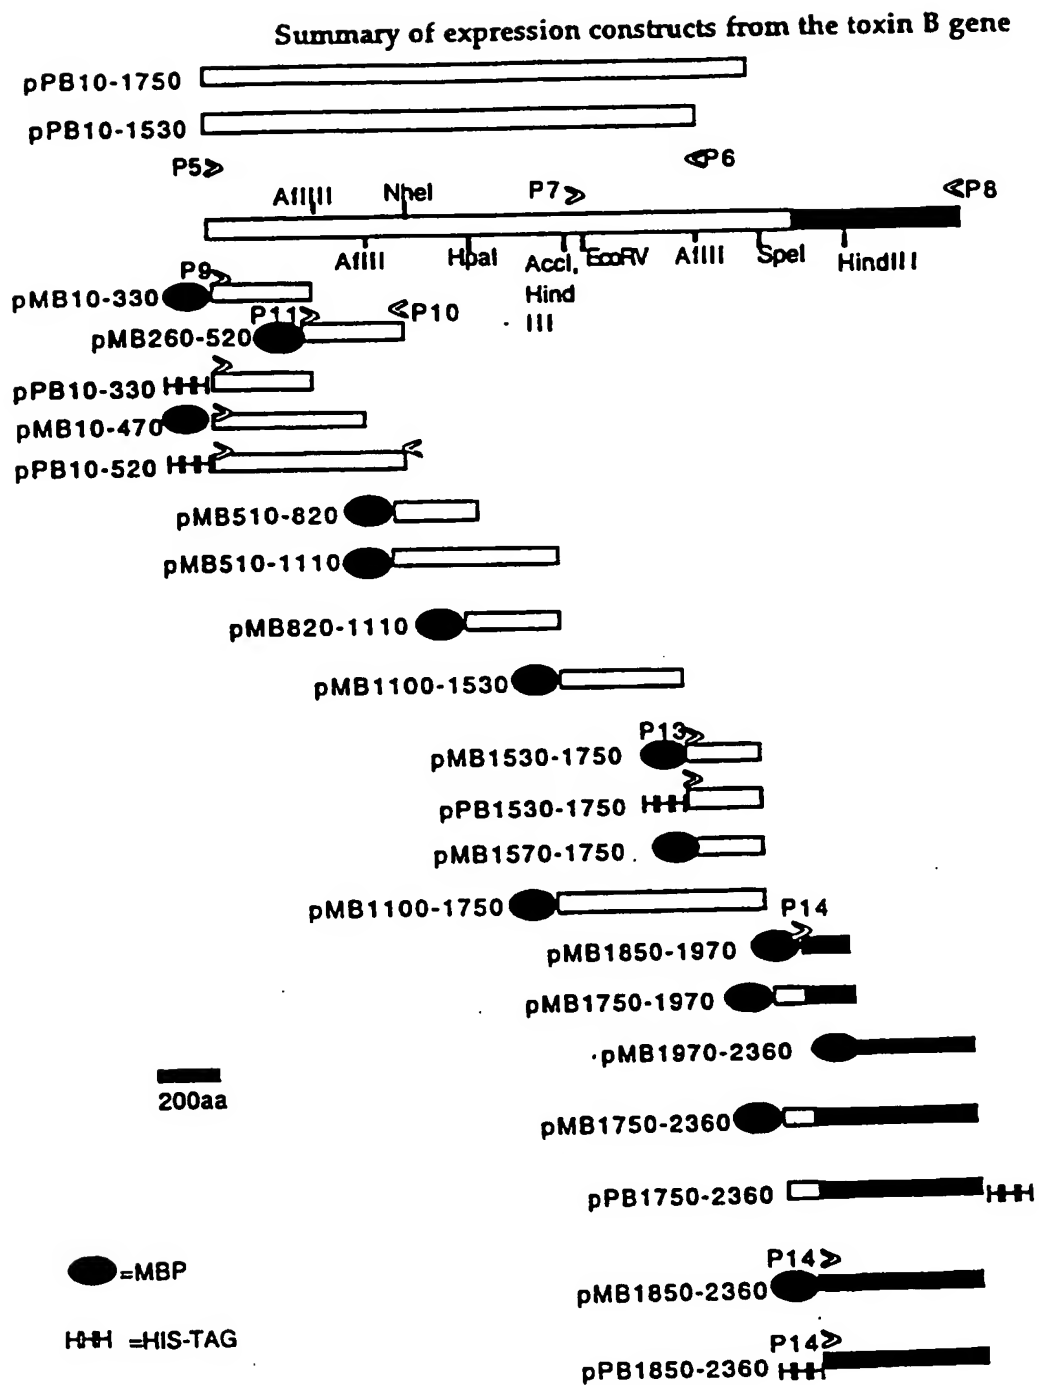 Summary of expression constructs from the toxin B gene
pPB10-1750
pPB10-1530
P5
P6
P7
P8
AflIII
NheI
AflII
HpaI
AccI,
Hind
III
EcoRV
AflII
SpeI
HindIII
P9
pMB10-330
P11
P10
pMB260-520
pPB10-330
pMB10-470
pPB10-520
pMB510-820
pMB510-1110
pMB820-1110
pMB1100-1530
P13
pMB1530-1750
pPB1530-1750
pMB1570-1750
pMB1100-1750
P14
pMB1850-1970
pMB1750-1970
pMB1970-2360
200aa
pMB1750-2360
pPB1750-2360
=MBP
P14
pMB1850-2360
=HIS-TAG
P14
pPB1850-2360